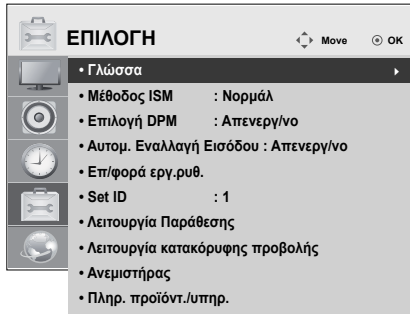 ΕΠΙΛΟΓΗ Move OK
• Γλώσσα
• Μέθοδος ISM : Νορμάλ
• Επιλογή DPM : Απενεργ/νο
• Αυτομ. Εναλλαγή Εισόδου : Απενεργ/νο
• Επ/φορά εργ.ρυθ.
• Set ID : 1
• Λειτουργία Παράθεσης
• Λειτουργία κατακόρυφης προβολής
• Ανεμιστήρας
• Πληρ. προϊόντ./υπηρ.